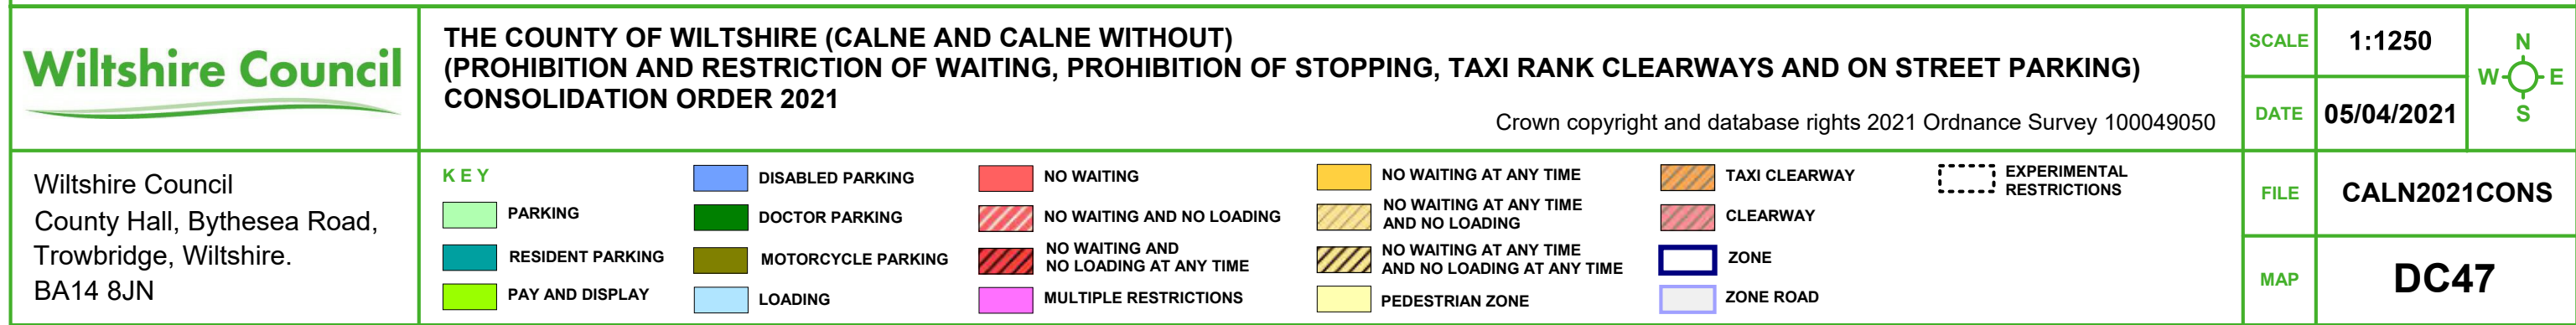 Wiltshire Council
THE COUNTY OF WILTSHIRE (CALNE AND CALNE WITHOUT)
(PROHIBITION AND RESTRICTION OF WAITING, PROHIBITION OF STOPPING, TAXI RANK CLEARWAYS AND ON STREET PARKING)
CONSOLIDATION ORDER 2021
Crown copyright and database rights 2021 Ordnance Survey 100049050
SCALE 1:1250
DATE 05/04/2021
N
W E
S
Wiltshire Council
County Hall, Bythesea Road,
Trowbridge, Wiltshire.
BA14 8JN
KEY
PARKING
RESIDENT PARKING
PAY AND DISPLAY
DISABLED PARKING
DOCTOR PARKING
MOTORCYCLE PARKING
LOADING
NO WAITING
NO WAITING AND NO LOADING
NO WAITING AND
NO LOADING AT ANY TIME
MULTIPLE RESTRICTIONS
NO WAITING AT ANY TIME
NO WAITING AT ANY TIME
AND NO LOADING
NO WAITING AT ANY TIME
AND NO LOADING AT ANY TIME
PEDESTRIAN ZONE
TAXI CLEARWAY
CLEARWAY
ZONE
ZONE ROAD
EXPERIMENTAL
RESTRICTIONS
FILE CALN2021CONS
MAP DC47